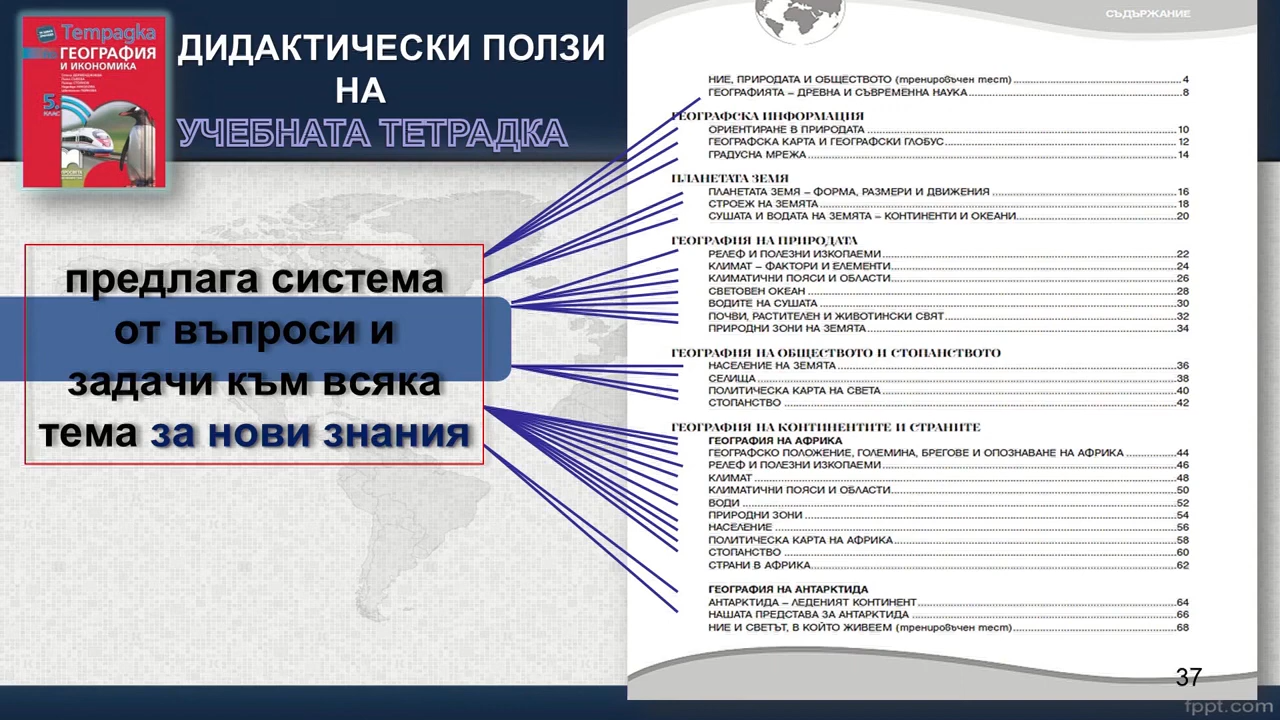 Тетрадка
ГЕОГРАФИЯ
И ИКОНОМИКА
5.
КЛАС
ДИДАКТИЧЕСКИ ПОЛЗИ
НА
УЧЕБНАТА ТЕТРАДКА
предлага система
от въпроси и
задачи към всяка
тема за нови знания
СЪДЪРЖАНИЕ
НИЕ, ПРИРОДАТА И ОБЩЕСТВОТО (тренировъчен тест) 4
ГЕОГРАФИЯТА – ДРЕВНА И СЪВРЕМЕННА НАУКА 8
ГЕОГРАФСКА ИНФОРМАЦИЯ
ОРИЕНТИРАНЕ В ПРИРОДАТА 10
ГЕОГРАФСКА КАРТА И ГЕОГРАФСКИ ГЛОБУС 12
ГРАДУСНА МРЕЖА 14
ПЛАНЕТАТА ЗЕМЯ
ПЛАНЕТАТА ЗЕМЯ – ФОРМА, РАЗМЕРИ И ДВИЖЕНИЯ 16
СТРОЕЖ НА ЗЕМЯТА 18
СУШАТА И ВОДАТА НА ЗЕМЯТА – КОНТИНЕНТИ И ОКЕАНИ 20
ГЕОГРАФИЯ НА ПРИРОДАТА
РЕЛЕФ И ПОЛЕЗНИ ИЗКОПАЕМИ 22
КЛИМАТ – ФАКТОРИ И ЕЛЕМЕНТИ 24
КЛИМАТИЧНИ ПОЯСИ И ОБЛАСТИ 26
СВЕТОВЕН ОКЕАН 28
ВОДИТЕ НА СУШАТА 30
ПОЧВИ, РАСТИТЕЛЕН И ЖИВОТИНСКИ СВЯТ 32
ПРИРОДНИ ЗОНИ НА ЗЕМЯТА 34
ГЕОГРАФИЯ НА ОБЩЕСТВОТО И СТОПАНСТВОТО
НАСЕЛЕНИЕ НА ЗЕМЯТА 36
СЕЛИЩА 38
ПОЛИТИЧЕСКА КАРТА НА СВЕТА 40
СТОПАНСТВО 42
ГЕОГРАФИЯ НА КОНТИНЕНТИТЕ И СТРАНИТЕ
ГЕОГРАФИЯ НА АФРИКА
ГЕОГРАФСКО ПОЛОЖЕНИЕ, ГОЛЕМИНА, БРЕГОВЕ И ОПОЗНАВАНЕ НА АФРИКА 44
РЕЛЕФ И ПОЛЕЗНИ ИЗКОПАЕМИ 46
КЛИМАТ 48
КЛИМАТИЧНИ ПОЯСИ И ОБЛАСТИ 50
ВОДИ 52
ПРИРОДНИ ЗОНИ 54
НАСЕЛЕНИЕ 56
ПОЛИТИЧЕСКА КАРТА НА АФРИКА 58
СТОПАНСТВО 60
СТРАНИ В АФРИКА 62
ГЕОГРАФИЯ НА АНТАРКТИДА
АНТАРКТИДА – ЛЕДЕНИЯТ КОНТИНЕНТ 64
НАШАТА ПРЕДСТАВА ЗА АНТАРКТИДА 66
НИЕ И СВЕТЪТ, В КОЙТО ЖИВЕЕМ (тренировъчен тест) 68
37
fppt.com